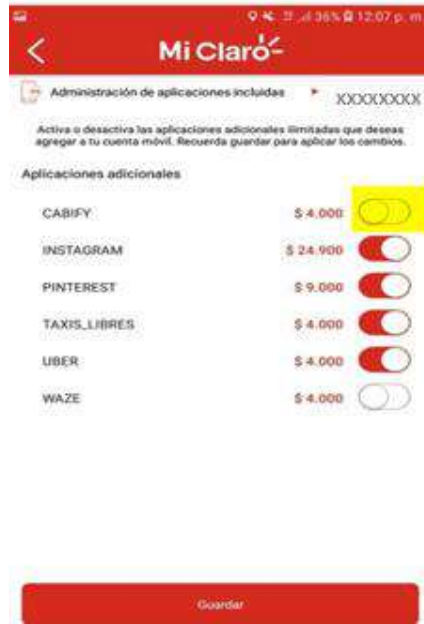 36% 12:07 p. m
Mi Claro
Administración de aplicaciones incluidas XXXXXXXX
Activa o desactiva las aplicaciones adicionales ilimitadas que deseas
agregar a tu cuenta móvil. Recuerda guardar para aplicar los cambios.
Aplicaciones adicionales
CABIFY $ 4.000
INSTAGRAM $ 24.900
PINTEREST $ 9.000
TAXIS_LIBRES $ 4.000
UBER $ 4.000
WAZE $ 4.000
Guardar